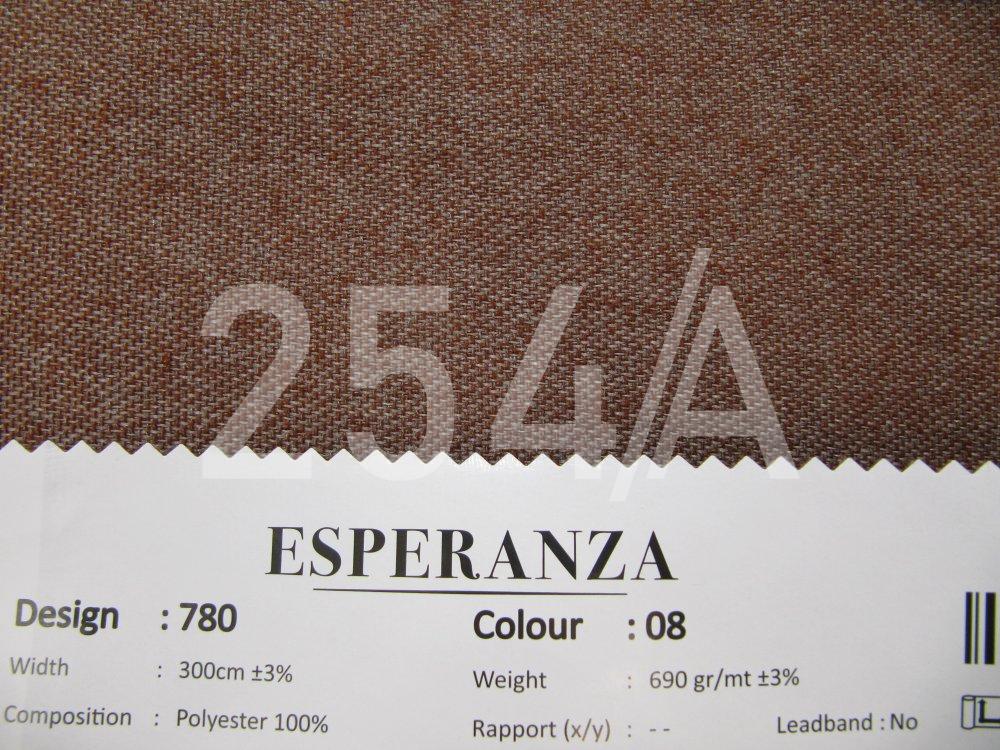 254/A
ESPERANZA
Design : 780 Colour : 08
Width : 300cm ±3% Weight : 690 gr/mt ±3%
Composition : Polyester 100% Rapport (x/y) : -- Leadband : No